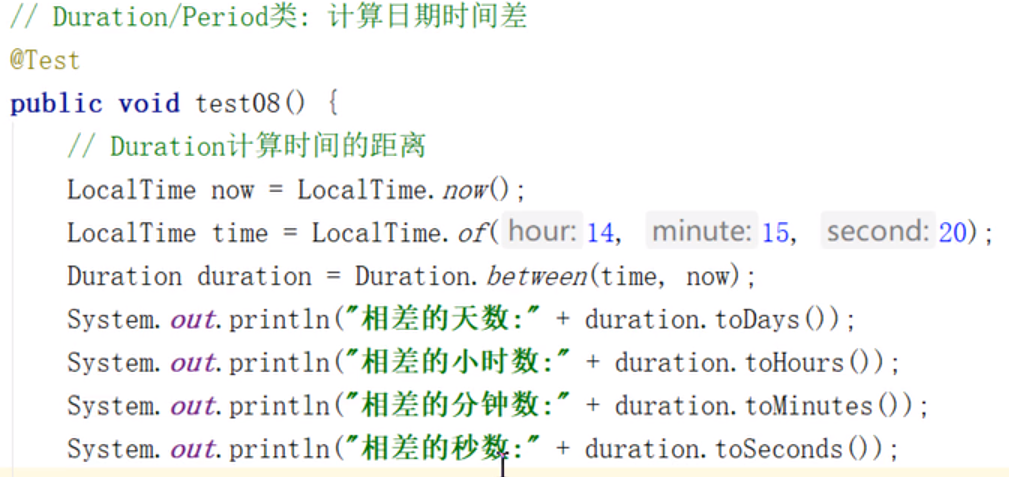 // Duration/Period类: 计算日期时间差
@Test
public void test08() {
// Duration计算时间的距离
LocalTime now = LocalTime.now();
LocalTime time = LocalTime.of( hour: 14, minute: 15, second: 20);
Duration duration = Duration.between(time, now);
System.out.println("相差的天数:" + duration.toDays());
System.out.println("相差的小时数:" + duration.toHours());
System.out.println("相差的分钟数:" + duration.toMinutes());
System.out.println("相差的秒数:" + duration.toSeconds());